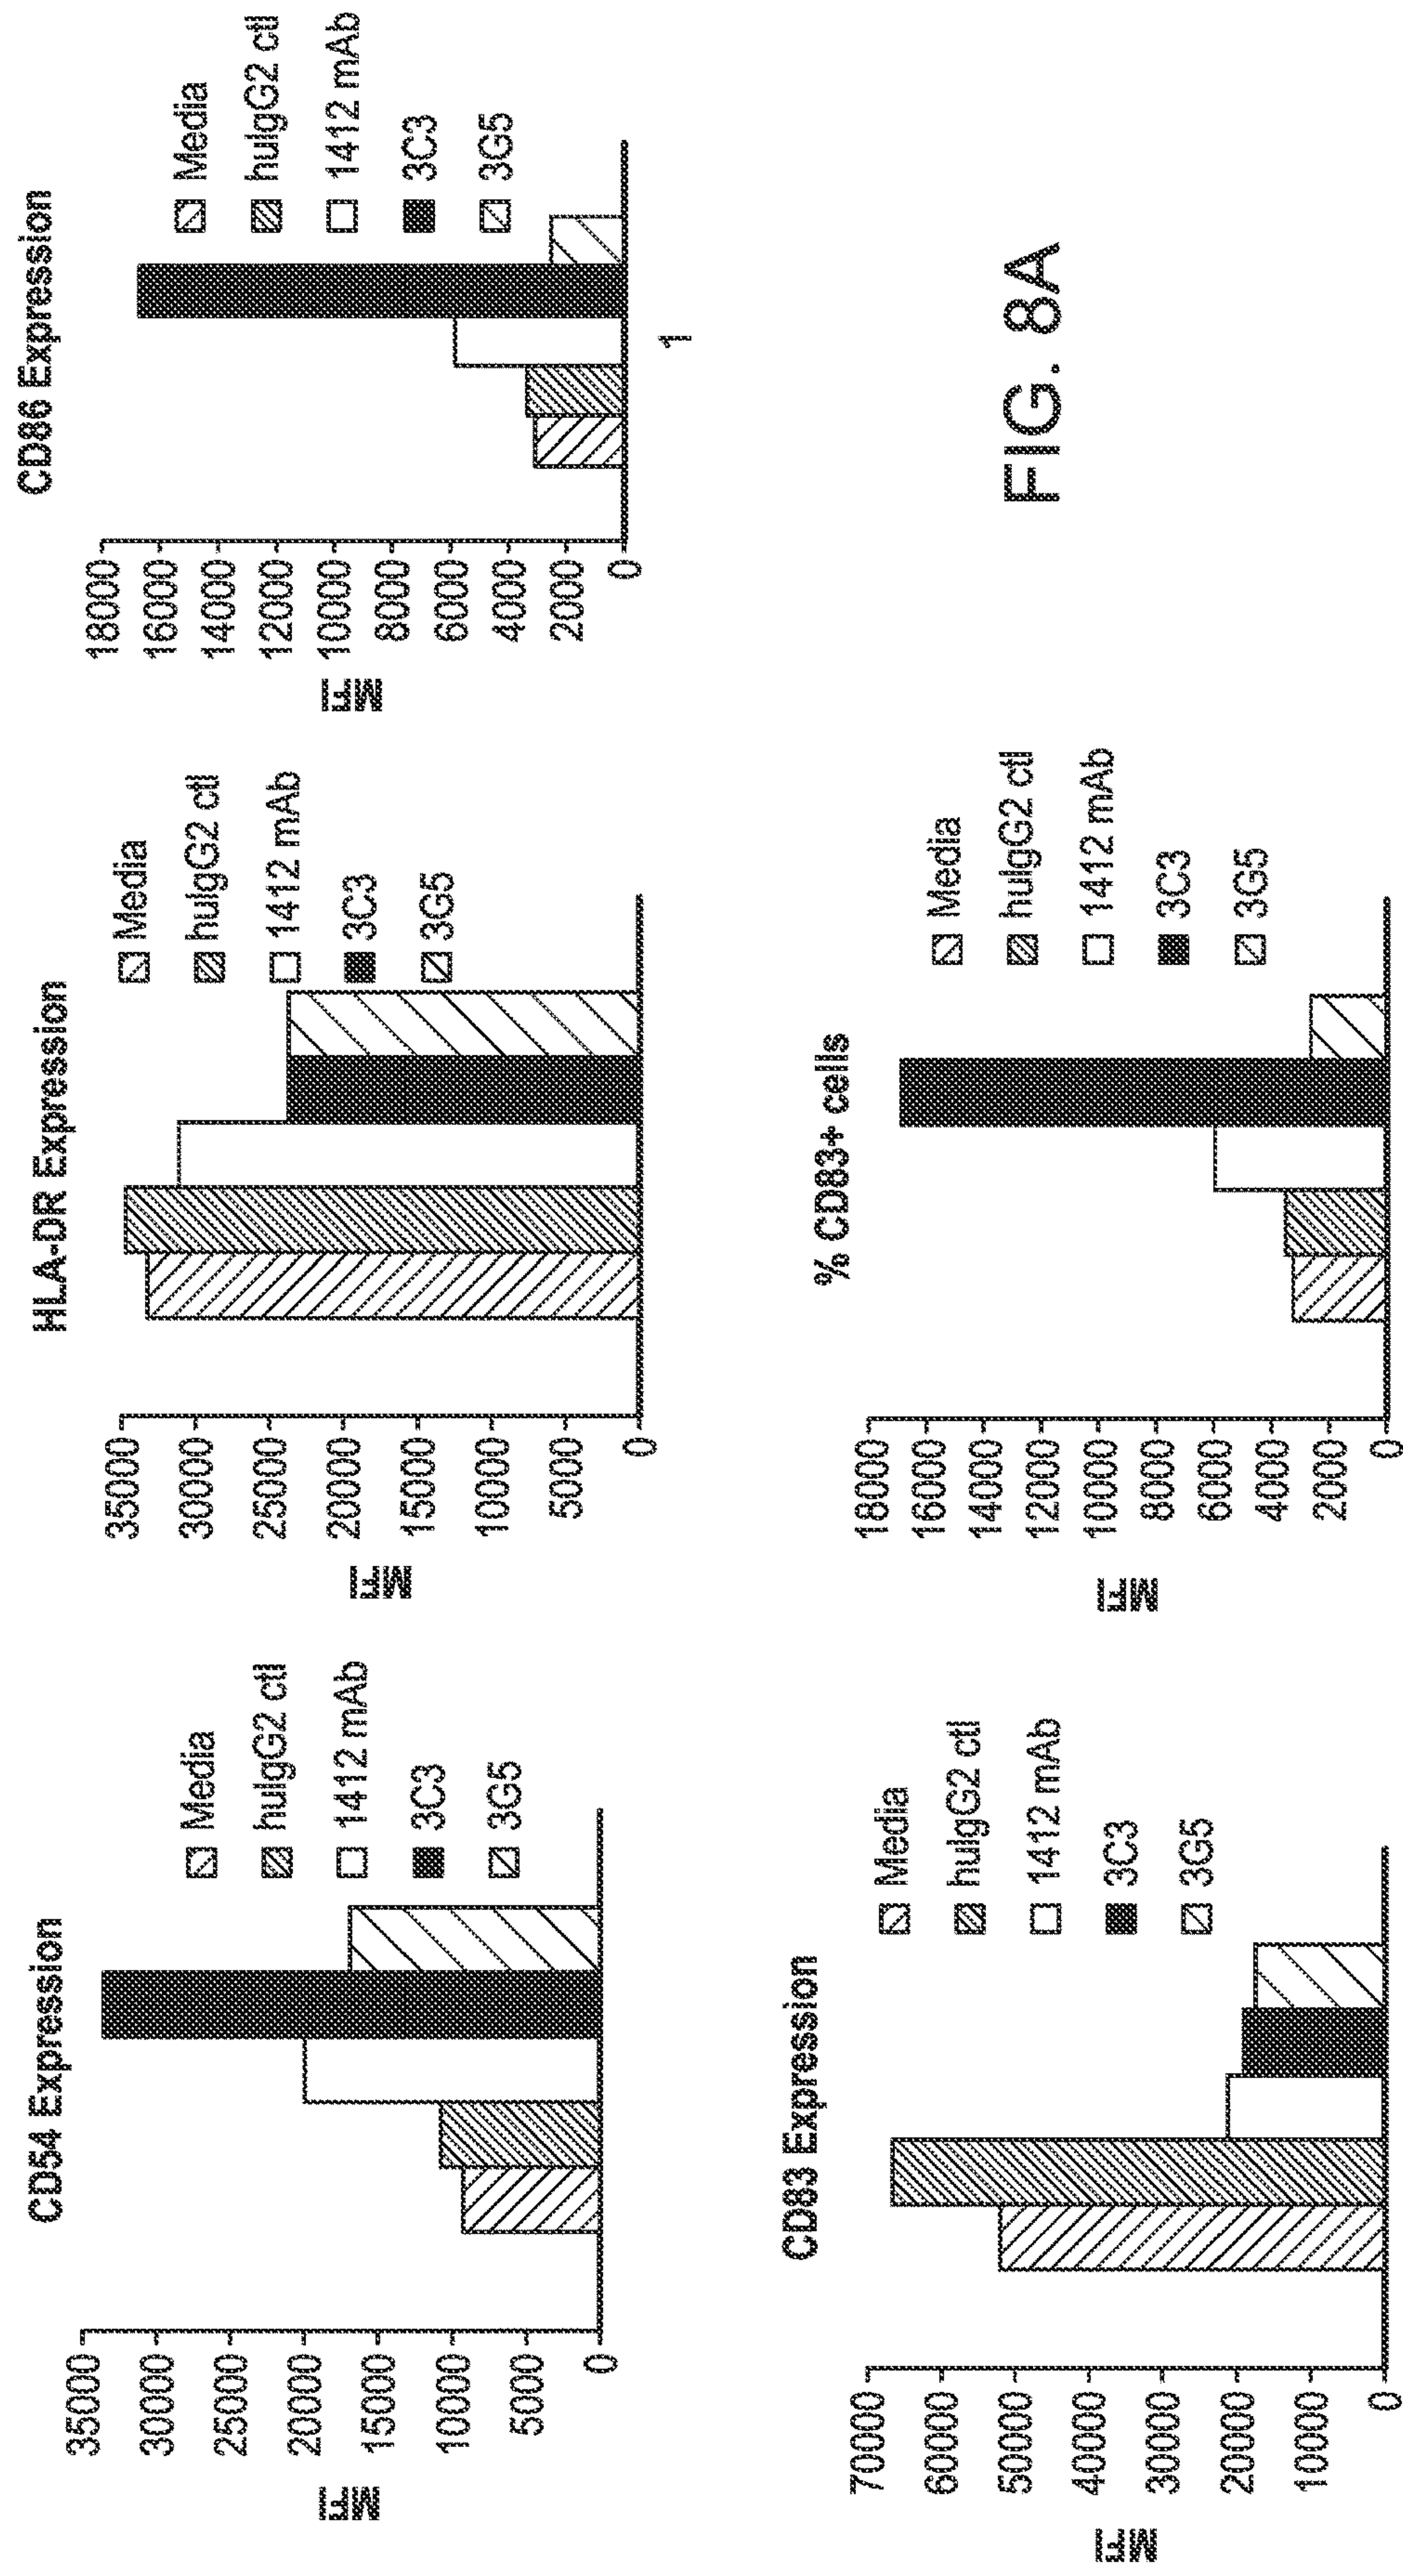 CD54 Expression
MFI
35000
30000
25000
20000
15000
10000
5000
0
Media
huIgG2 ctl
1412 mAb
3C3
3G5
HLA-DR Expression
MFI
35000
30000
25000
20000
15000
10000
5000
0
Media
huIgG2 ctl
1412 mAb
3C3
3G5
CD86 Expression
MFI
18000
16000
14000
12000
10000
8000
6000
4000
2000
0
1
Media
huIgG2 ctl
1412 mAb
3C3
3G5
CD83 Expression
MFI
70000
60000
50000
40000
30000
20000
10000
0
Media
huIgG2 ctl
1412 mAb
3C3
3G5
% CD83+ cells
MFI
18000
16000
14000
12000
10000
8000
6000
4000
2000
0
Media
huIgG2 ctl
1412 mAb
3C3
3G5
FIG. 8A